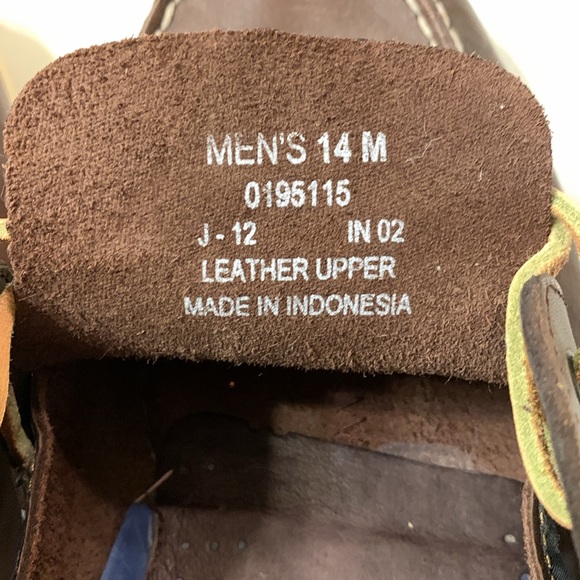 MEN'S 14 M
0195115
J - 12 IN 02
LEATHER UPPER
MADE IN INDONESIA